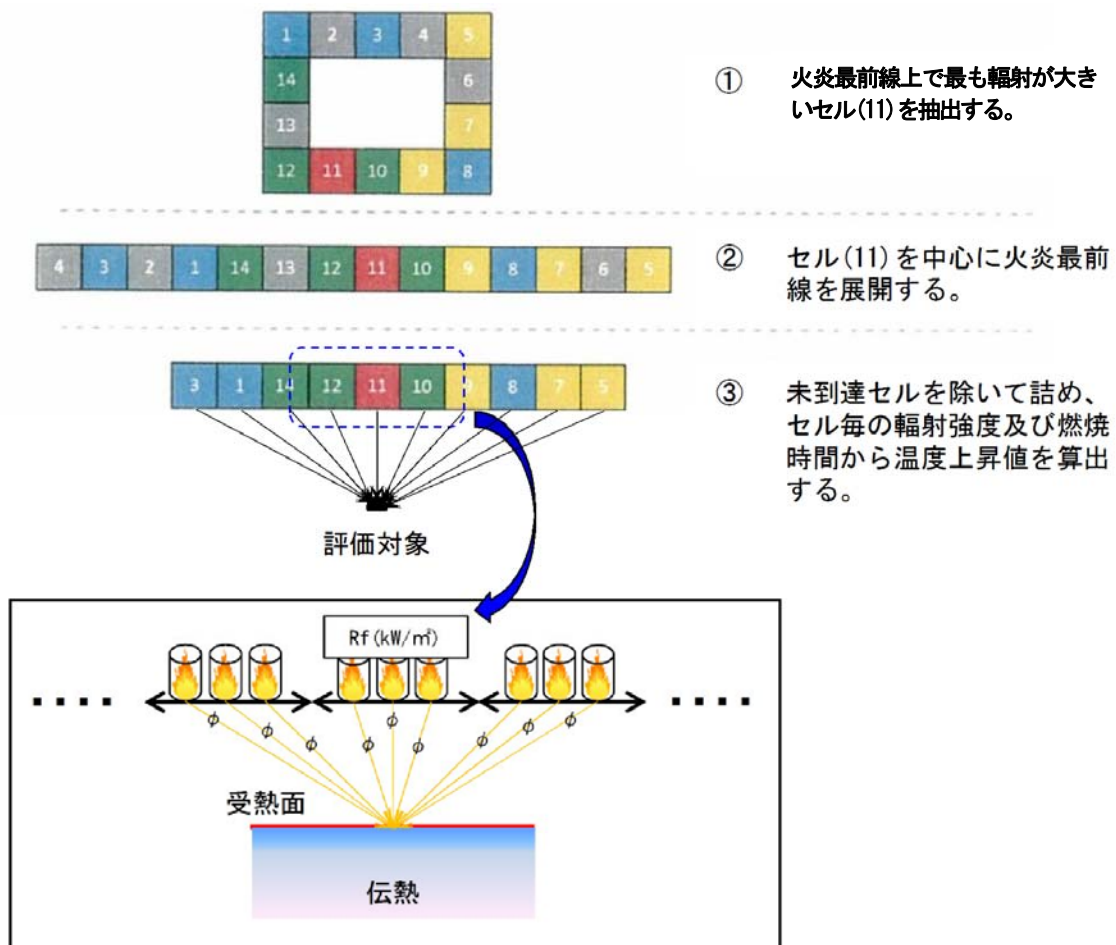 1 2 3 4 5
14 6
13 7
12 11 10 9 8
① 火炎最前線上で最も輻射が大き
いセル(11)を抽出する。
4 3 2 1 14 13 12 11 10 9 8 7 6 5
② セル(11)を中心に火炎最前
線を展開する。
3 1 14 12 11 10 9 8 7 5
③ 未到達セルを除いて詰め、
セル毎の輻射強度及び燃焼
時間から温度上昇値を算出
する。
評価対象
Rf(kW/㎡)
φ φ φ φ φ φ φ φ
受熱面
伝熱